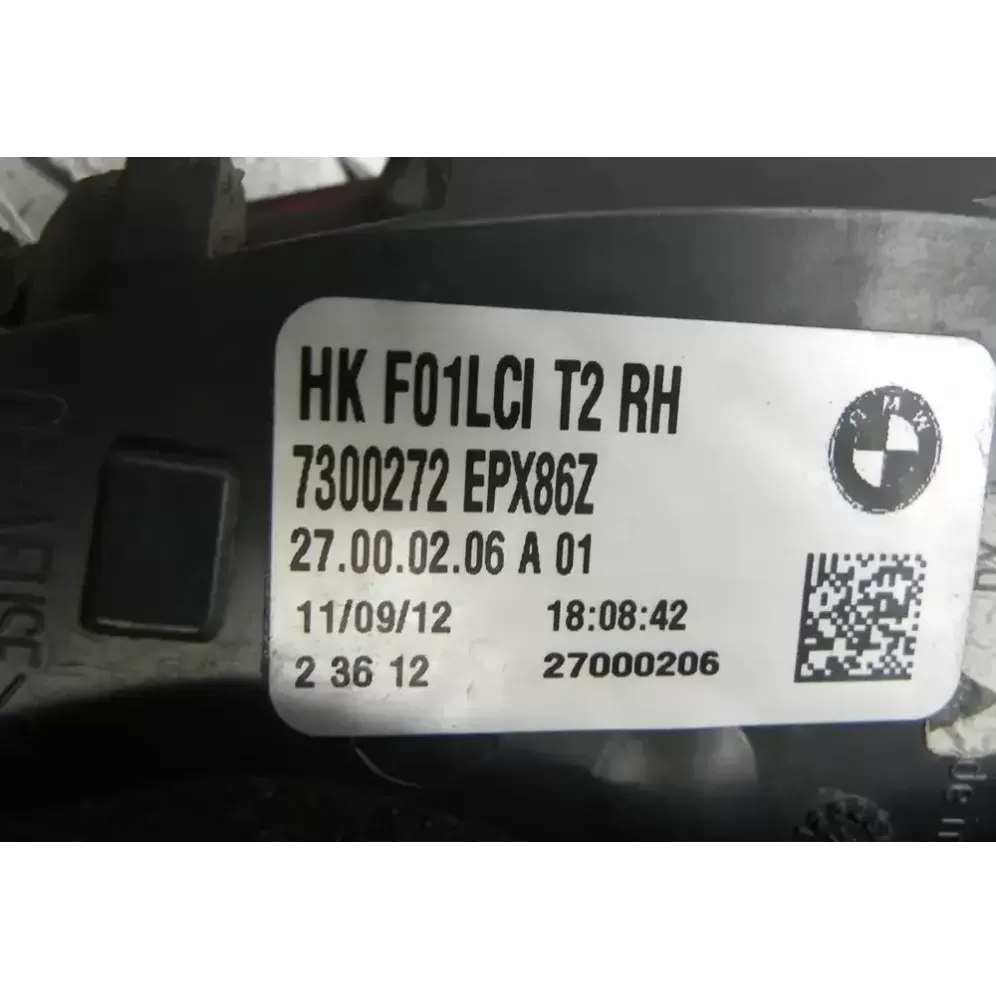 HK F01LCI T2 RH
7300272 EPX86Z
27.00.02.06 A 01
11/09/12 18:08:42
2 36 12 27000206
BMW